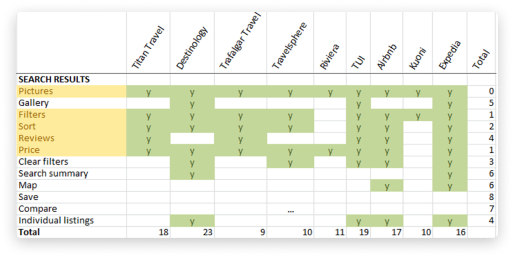 Titan Travel Destinology Trafalgar Travel Travelsphere Riviera TUI Airbnb Kuoni Expedia Total
SEARCH RESULTS
Pictures y y y y y y y y y 0
Gallery y y y 5
Filters y y y y y y y y 1
Sort y y y y y y y 2
Reviews y y y y y 4
Price y y y y y y y y 1
Clear filters y y y y y 3
Search summary y y 6
Map y y 6
Save 8
Compare ... 7
Individual listings y y y y 4
Total 18 23 9 10 11 19 17 10 16